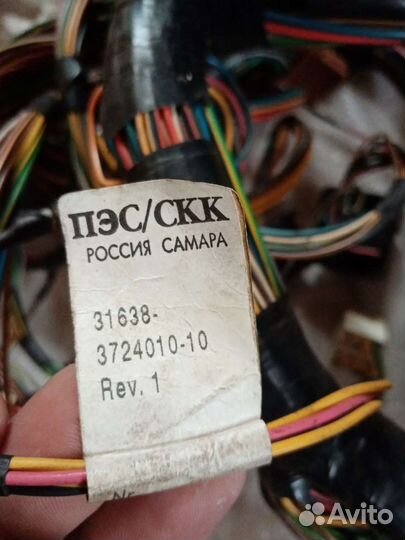 ПЭС/СКК
РОССИЯ САМАРА
31638-
3724010-10
Rev. 1
Avito